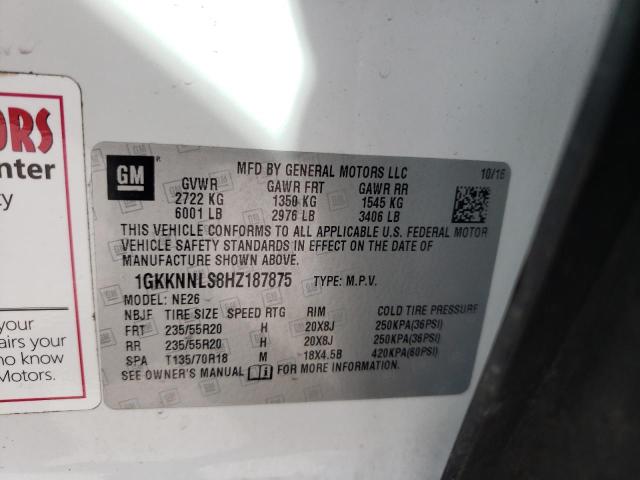 ORS
nter
ty
your
airs your
o know
Motors.
GM
MFD BY GENERAL MOTORS LLC
10/16
GVWR GAWR FRT GAWR RR
2722 KG 1350 KG 1545 KG
6001 LB 2976 LB 3406 LB
THIS VEHICLE CONFORMS TO ALL APPLICABLE U.S. FEDERAL MOTOR
VEHICLE SAFETY STANDARDS IN EFFECT ON THE DATE OF
MANUFACTURE SHOWN ABOVE.
1GKKNNLS8HZ187875 TYPE: M.P.V.
MODEL: NE26
NBJF TIRE SIZE SPEED RTG RIM COLD TIRE PRESSURE
FRT 235/55R20 H 20X8J 250KPA(36PSI)
RR 235/55R20 H 20X8J 250KPA(36PSI)
SPA T135/70R18 M 18X4.5B 420KPA(60PSI)
SEE OWNER'S MANUAL i FOR MORE INFORMATION